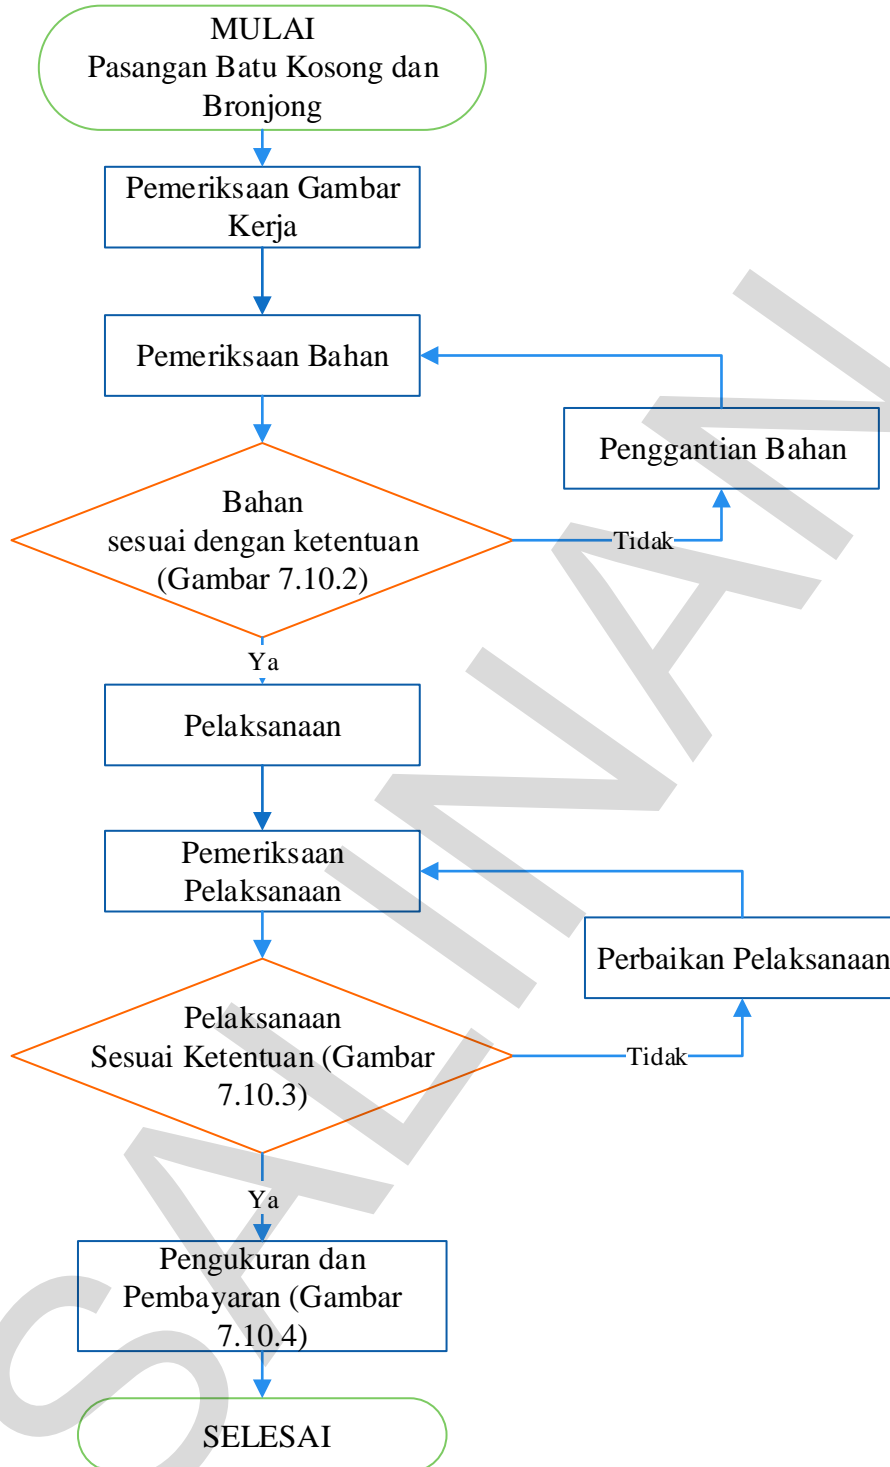 MULAI
Pasangan Batu Kosong dan
Bronjong
Pemeriksaan Gambar
Kerja
Pemeriksaan Bahan
Penggantian Bahan
Bahan
sesuai dengan ketentuan
(Gambar 7.10.2)
Tidak
Ya
Pelaksanaan
Pemeriksaan
Pelaksanaan
Perbaikan Pelaksanaan
Pelaksanaan
Sesuai Ketentuan (Gambar
7.10.3)
Tidak
Ya
Pengukuran dan
Pembayaran (Gambar
7.10.4)
SELESAI
SALINAN